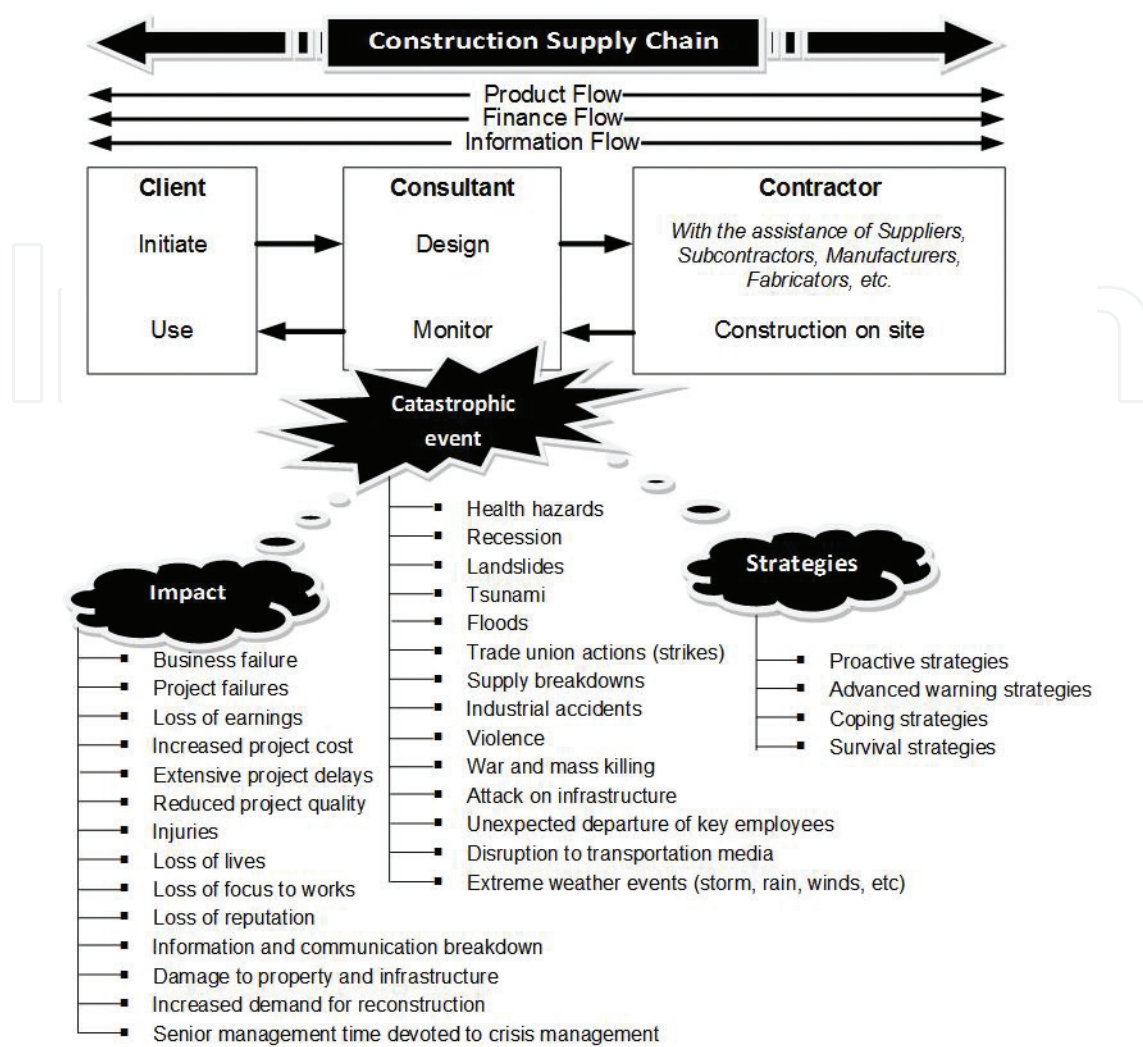 Construction Supply Chain
Product Flow
Finance Flow
Information Flow
Client
Initiate
Use
Consultant
Design
Monitor
Contractor
With the assistance of Suppliers,
Subcontractors, Manufacturers,
Fabricators, etc.
Construction on site
Catastrophic
event
Health hazards
Recession
Landslides
Tsunami
Floods
Trade union actions (strikes)
Supply breakdowns
Industrial accidents
Violence
War and mass killing
Attack on infrastructure
Unexpected departure of key employees
Disruption to transportation media
Extreme weather events (storm, rain, winds, etc)
Impact
Business failure
Project failures
Loss of earnings
Increased project cost
Extensive project delays
Reduced project quality
Injuries
Loss of lives
Loss of focus to works
Loss of reputation
Information and communication breakdown
Damage to property and infrastructure
Increased demand for reconstruction
Senior management time devoted to crisis management
Strategies
Proactive strategies
Advanced warning strategies
Coping strategies
Survival strategies